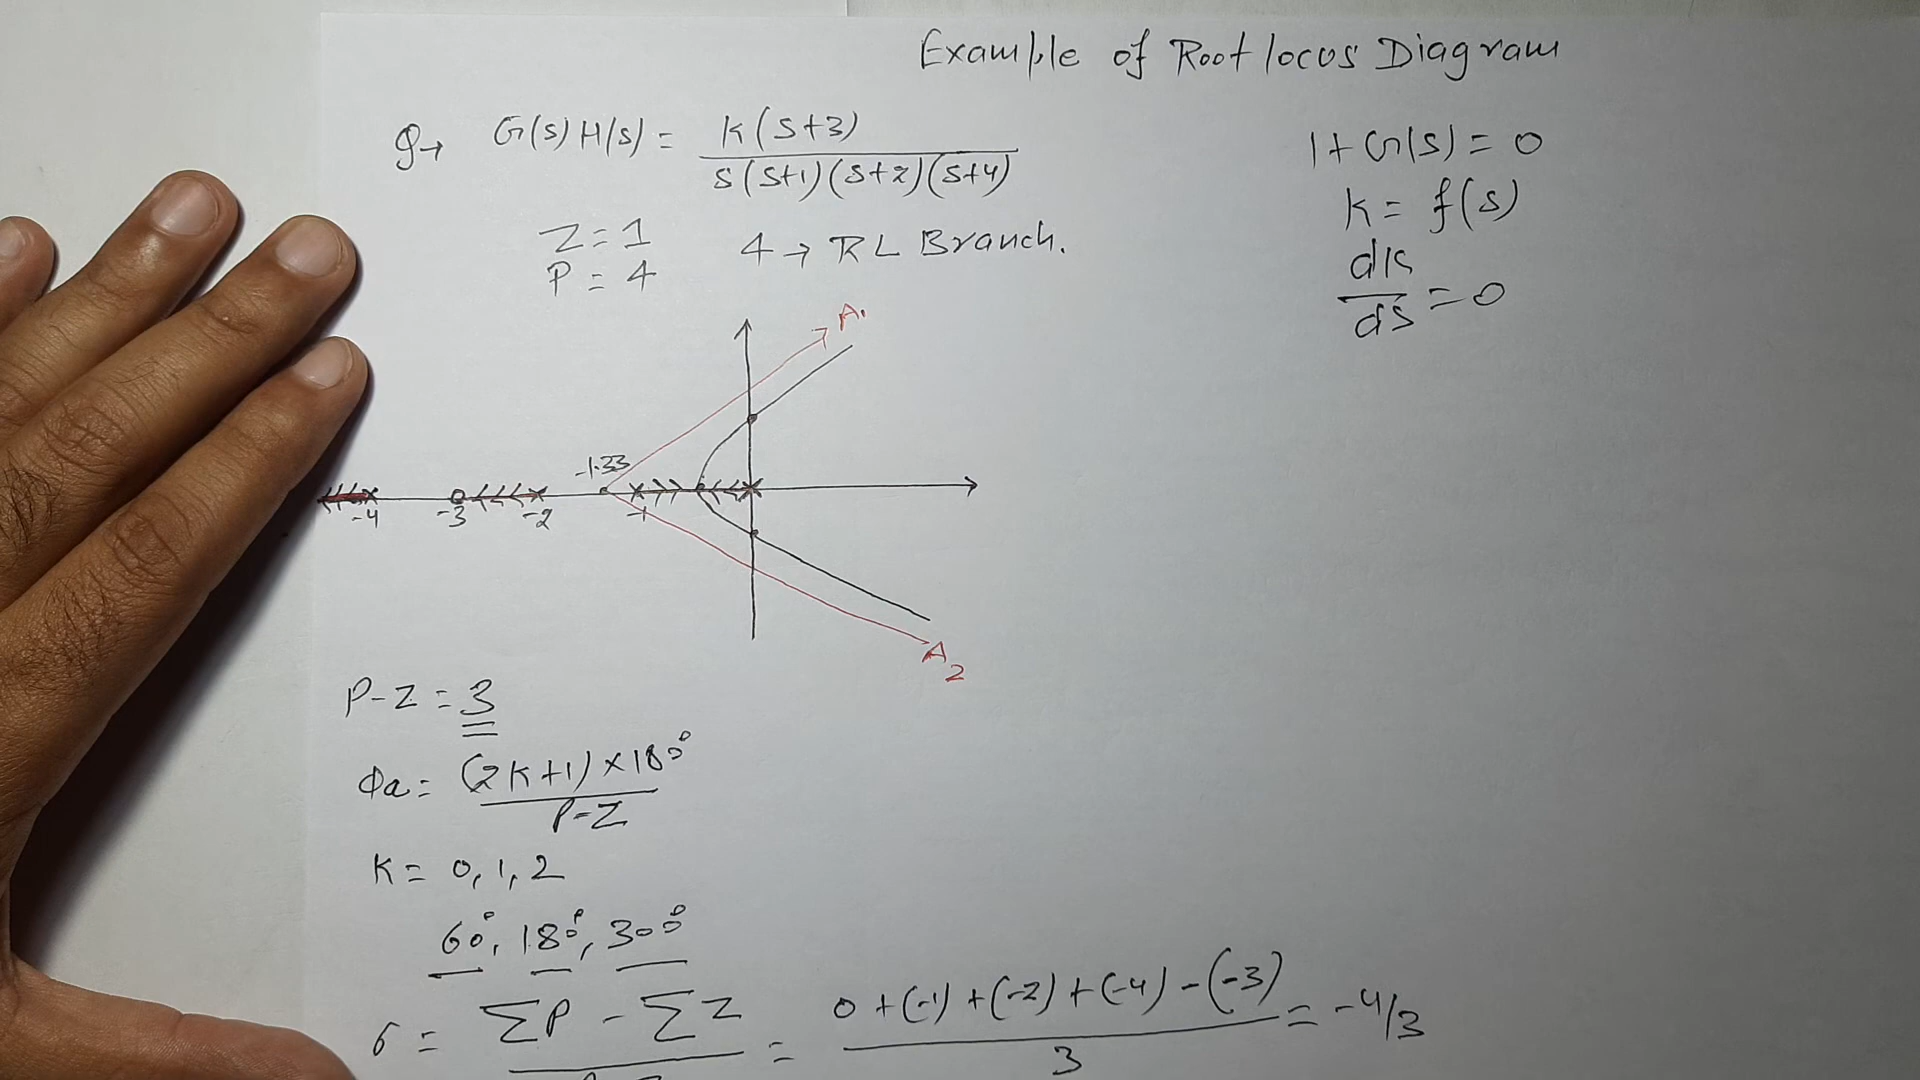 Example of Root locus Diagram
Q→ G(s) H(s) = K(s+3) / s(s+1)(s+2)(s+4)
1+G(s) = 0
K = f(s)
dK/ds = 0
Z = 1
P = 4
4 → RL Branch.
A1
-1.33
-4 -3 -2 -1
A2
P-Z = 3
Φa = (2K+1)×180° / P-Z
K = 0, 1, 2
60°, 180°, 300°
σ = ΣP - ΣZ / = 0+(-1)+(-2)+(-4)-(-3) / 3 = -4/3